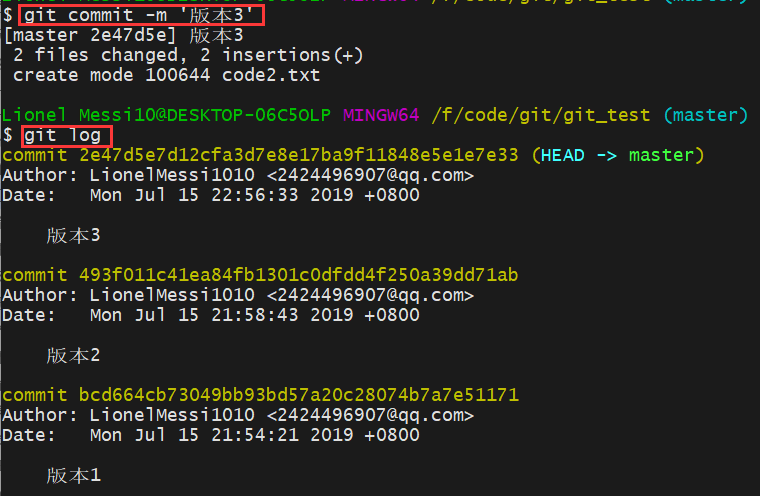 $ git commit -m '版本3'
[master 2e47d5e] 版本3
 2 files changed, 2 insertions(+)
 create mode 100644 code2.txt
Lionel Messi10@DESKTOP-06C5OLP MINGW64 /f/code/git/git_test (master)
$ git log
commit 2e47d5e7d12cfa3d7e8e17ba9f11848e5e1e7e33 (HEAD -> master)
Author: LionelMessi1010 <2424496907@qq.com>
Date:   Mon Jul 15 22:56:33 2019 +0800
    版本3
commit 493f011c41ea84fb1301c0dfdd4f250a39dd71ab
Author: LionelMessi1010 <2424496907@qq.com>
Date:   Mon Jul 15 21:58:43 2019 +0800
    版本2
commit bcd664cb73049bb93bd57a20c28074b7a7e51171
Author: LionelMessi1010 <2424496907@qq.com>
Date:   Mon Jul 15 21:54:21 2019 +0800
    版本1